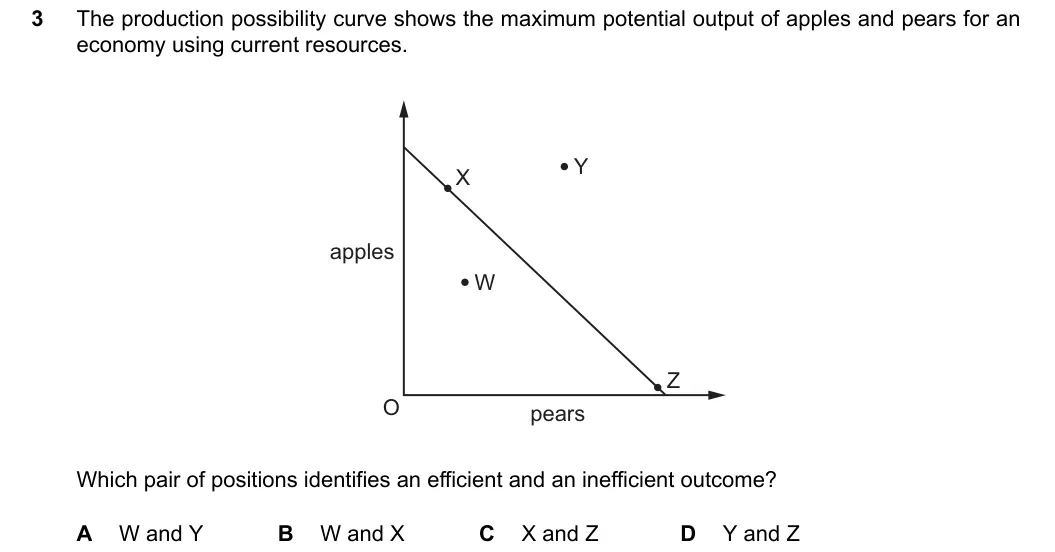 3 The production possibility curve shows the maximum potential output of apples and pears for an
economy using current resources.
X
Y
apples
W
Z
O
pears
Which pair of positions identifies an efficient and an inefficient outcome?
A W and Y B W and X C X and Z D Y and Z